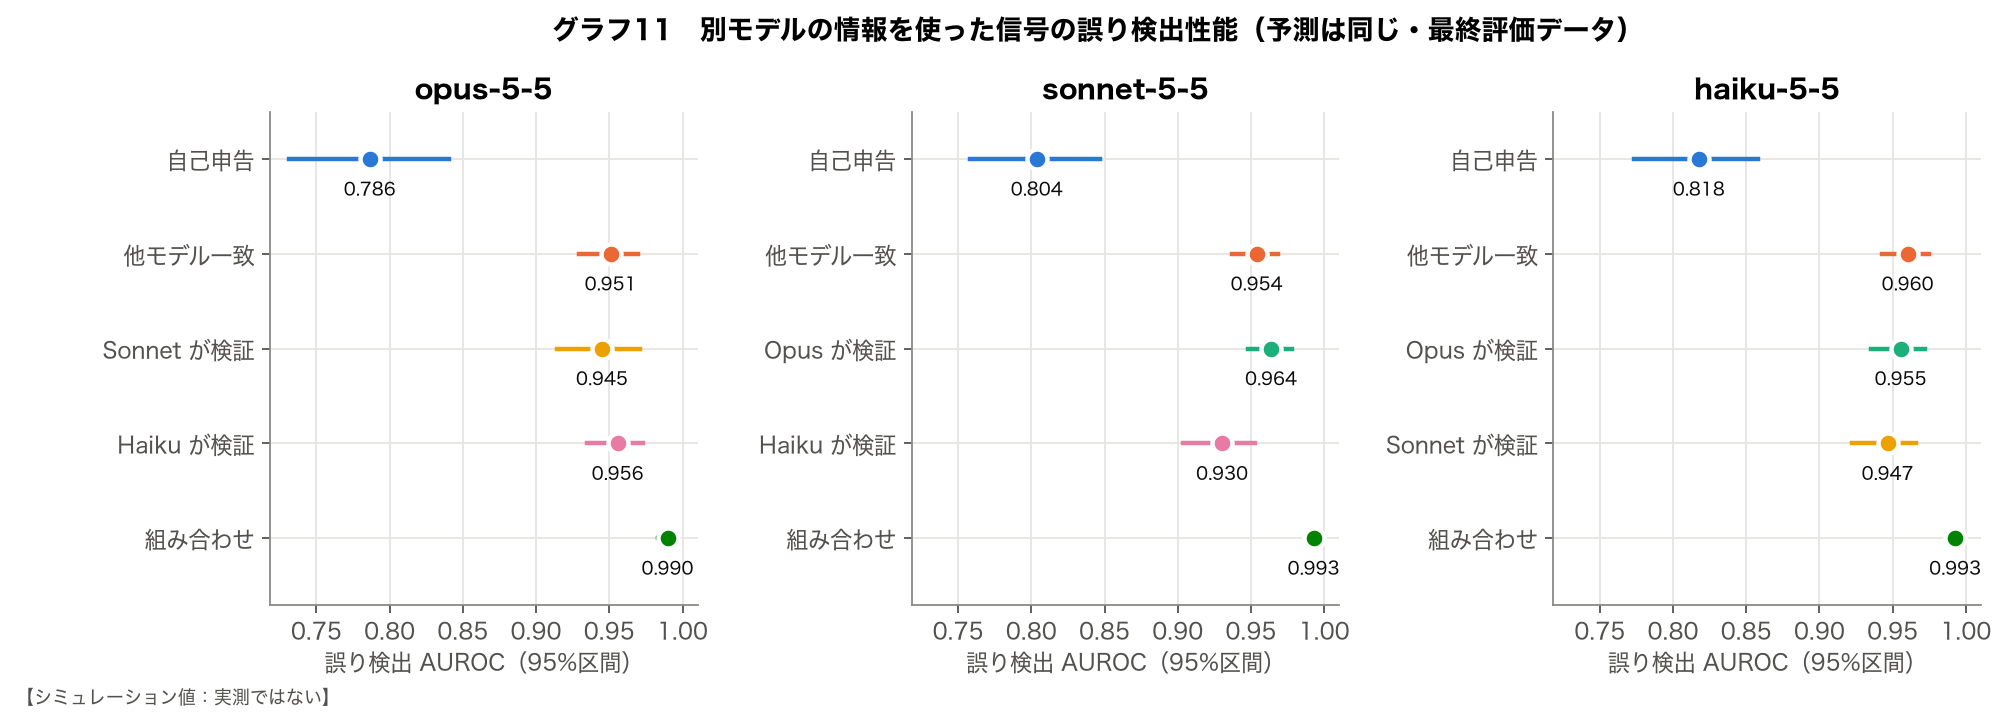 グラフ11　別モデルの情報を使った信号の誤り検出性能（予測は同じ・最終評価データ）
opus-5-5
自己申告
0.786
他モデル一致
0.951
Sonnet が検証
0.945
Haiku が検証
0.956
組み合わせ
0.990
0.75 0.80 0.85 0.90 0.95 1.00
誤り検出 AUROC（95%区間）
sonnet-5-5
自己申告
0.804
他モデル一致
0.954
Opus が検証
0.964
Haiku が検証
0.930
組み合わせ
0.993
0.75 0.80 0.85 0.90 0.95 1.00
誤り検出 AUROC（95%区間）
haiku-5-5
自己申告
0.818
他モデル一致
0.960
Opus が検証
0.955
Sonnet が検証
0.947
組み合わせ
0.993
0.75 0.80 0.85 0.90 0.95 1.00
誤り検出 AUROC（95%区間）
【シミュレーション値：実測ではない】